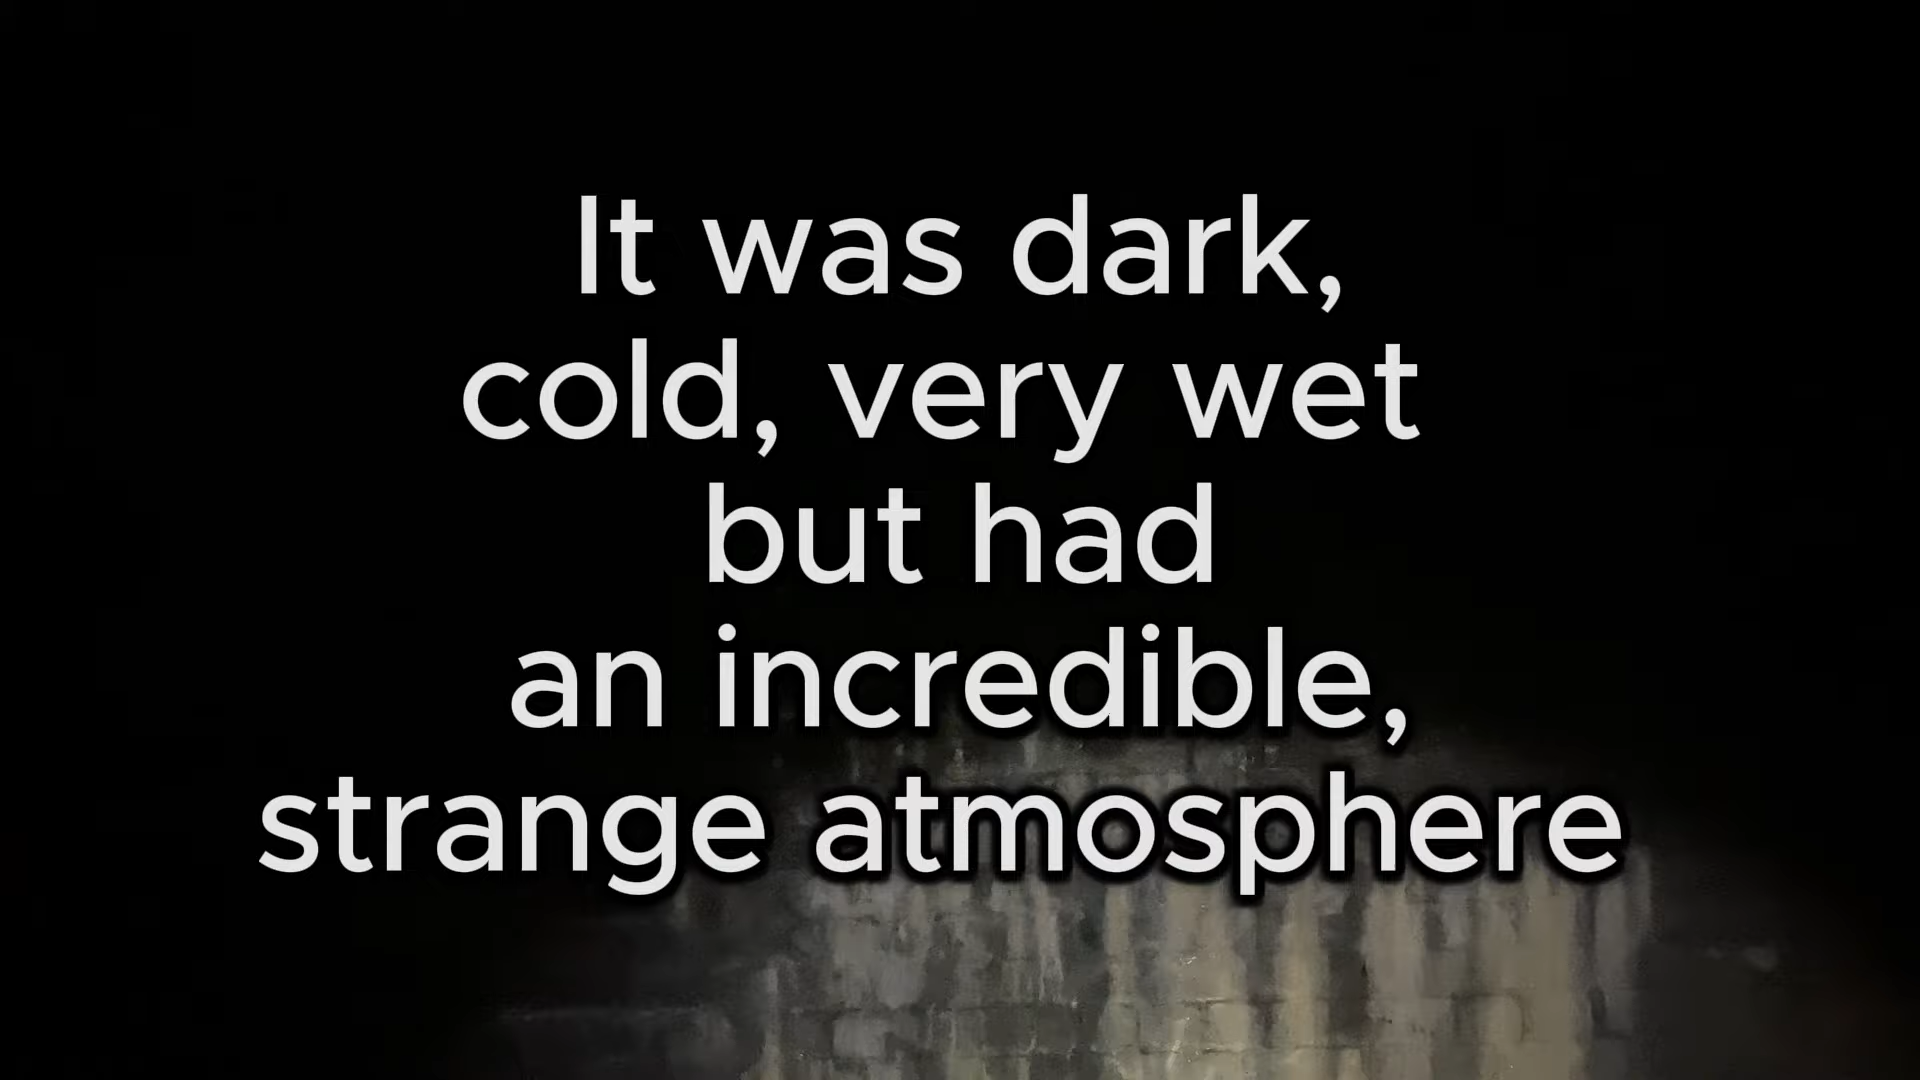 It was dark,
cold, very wet
but had
an incredible,
strange atmosphere